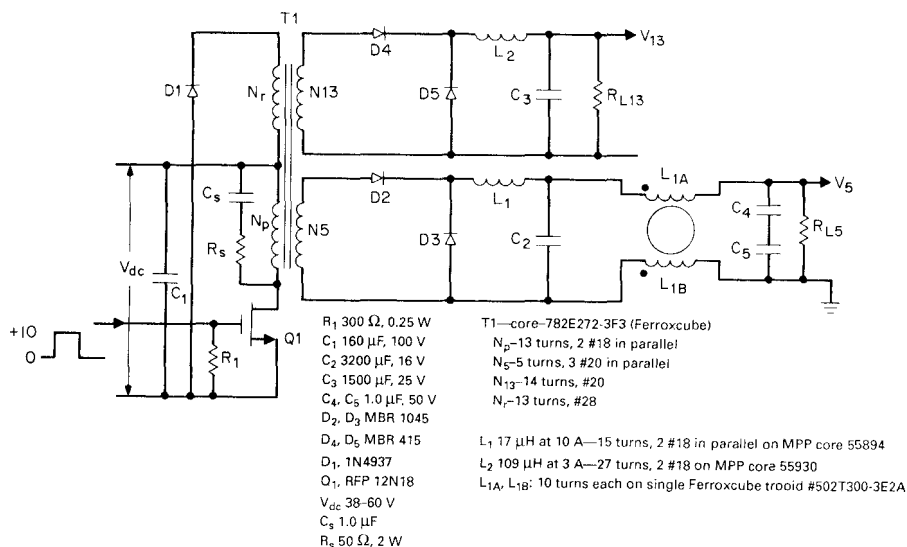 T1
D4
L2
V13
D1
Nr
N13
D5
C3
RL13
L1A
Cs
D2
L1
V5
Np
N5
C4
Rs
D3
C2
C5
RL5
Vdc
C1
L1B
+10
0
R1
Q1
R1 300 Ω, 0.25 W
C1 160 μF, 100 V
C2 3200 μF, 16 V
C3 1500 μF, 25 V
C4, C5 1.0 μF, 50 V
D2, D3 MBR 1045
D4, D5 MBR 415
D1, 1N4937
Q1, RFP 12N18
Vdc 38–60 V
Cs 1.0 μF
Rs 50 Ω, 2 W
T1—core–782E272-3F3 (Ferroxcube)
Np–13 turns, 2 #18 in parallel
N5–5 turns, 3 #20 in parallel
N13–14 turns, #20
Nr–13 turns, #28
L1 17 μH at 10 A—15 turns, 2 #18 in parallel on MPP core 55894
L2 109 μH at 3 A—27 turns, 2 #18 on MPP core 55930
L1A, L1B: 10 turns each on single Ferroxcube trooid #502T300-3E2A